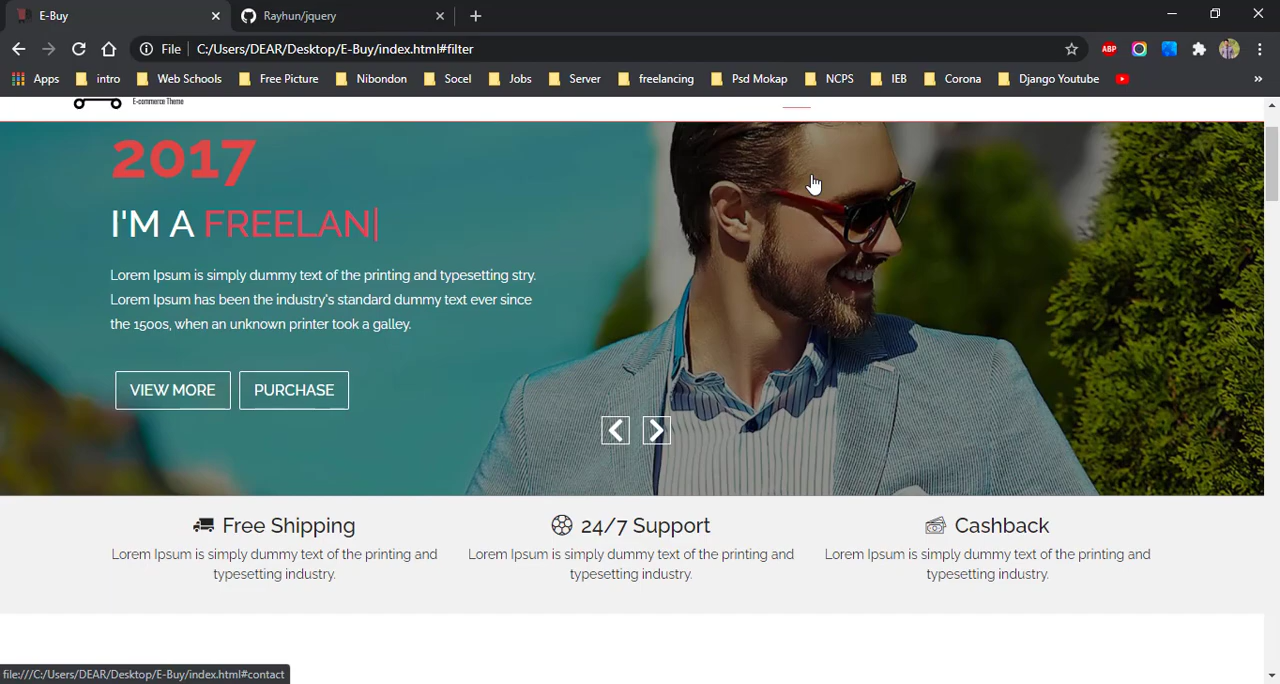 E-Buy
Rayhun/jquery
File
C:/Users/DEAR/Desktop/E-Buy/index.html#filter
ABP
Apps
intro
Web Schools
Free Picture
Nibondon
Socel
Jobs
Server
freelancing
Psd Mokap
NCPS
IEB
Corona
Django Youtube
»
E-commerce Theme
2017
I'M A FREELAN|
Lorem Ipsum is simply dummy text of the printing and typesetting stry.
Lorem Ipsum has been the industry's standard dummy text ever since
the 1500s, when an unknown printer took a galley.
VIEW MORE
PURCHASE
Free Shipping
Lorem Ipsum is simply dummy text of the printing and
typesetting industry.
24/7 Support
Lorem Ipsum is simply dummy text of the printing and
typesetting industry.
Cashback
Lorem Ipsum is simply dummy text of the printing and
typesetting industry.
file:///C:/Users/DEAR/Desktop/E-Buy/index.html#contact